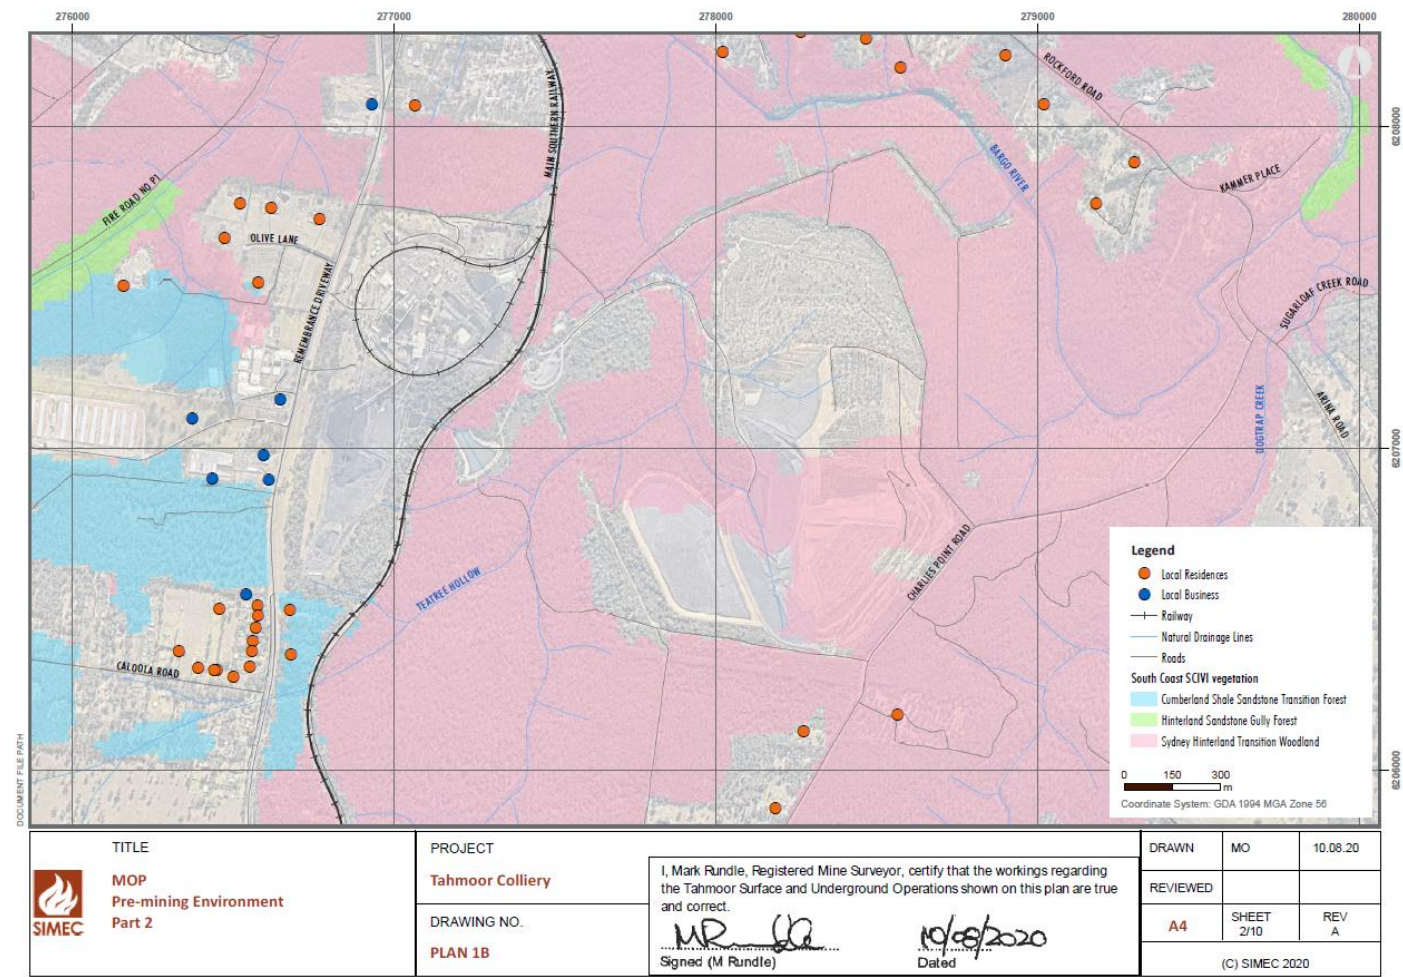 276000
277000
278000
279000
280000
ROCKFORD ROAD
MAIN SOUTHERN RAILWAY
6208000
BARGO RIVER
KAMMER PLACE
FIRE ROAD NO P1
OLIVE LANE
REMEMBRANCE DRIVEWAY
SUGARLOAF CREEK ROAD
ARINA ROAD
DOGTRAP CREEK
6207000
CHARLIES POINT ROAD
TEATREE HOLLOW
CALOOLA ROAD
6206000
Legend
Local Residences
Local Business
Railway
Natural Drainage Lines
Roads
South Coast SCIVI vegetation
Cumberland Shale Sandstone Transition Forest
Hinterland Sandstone Gully Forest
Sydney Hinterland Transition Woodland
0 150 300
m
Coordinate System: GDA 1994 MGA Zone 56
DOCUMENT FILE PATH
SIMEC
TITLE
MOP
Pre-mining Environment
Part 2
PROJECT
Tahmoor Colliery
DRAWING NO.
PLAN 1B
I, Mark Rundle, Registered Mine Surveyor, certify that the workings regarding
the Tahmoor Surface and Underground Operations shown on this plan are true
and correct.
10/08/2020
Signed (M Rundle) Dated
DRAWN MO 10.08.20
REVIEWED
A4 SHEET 2/10 REV A
(C) SIMEC 2020